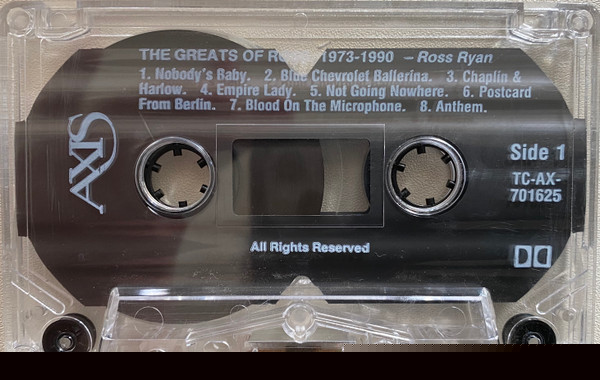 THE GREATS OF 1973-1990 – Ross Ryan
1. Nobody's Baby. 2. Blue Chevrolet Ballerina. 3. Chaplin &
Harlow. 4. Empire Lady. 5. Not Going Nowhere. 6. Postcard
From Berlin. 7. Blood On The Microphone. 8. Anthem.
AXIS
Side 1
TC-AX-
701625
All Rights Reserved